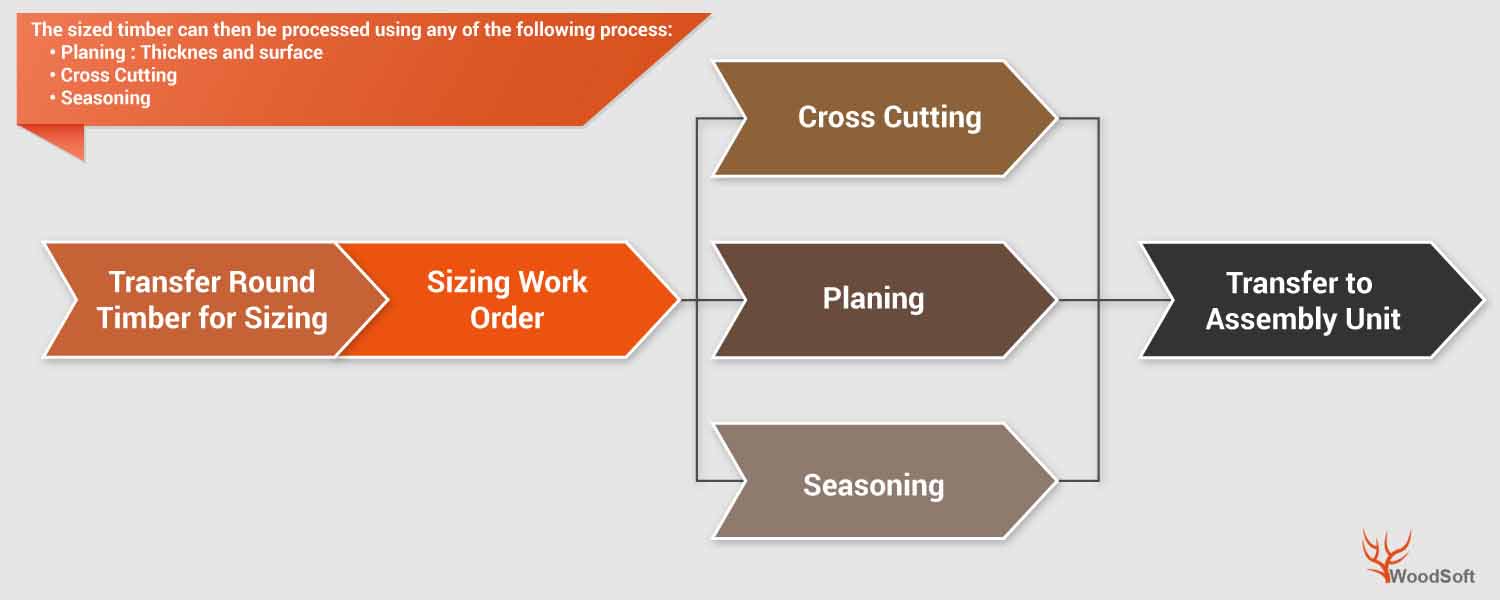 The sized timber can then be processed using any of the following process:
• Planing : Thicknes and surface
• Cross Cutting
• Seasoning
Transfer Round
Timber for Sizing
Sizing Work
Order
Cross Cutting
Planing
Seasoning
Transfer to
Assembly Unit
WoodSoft